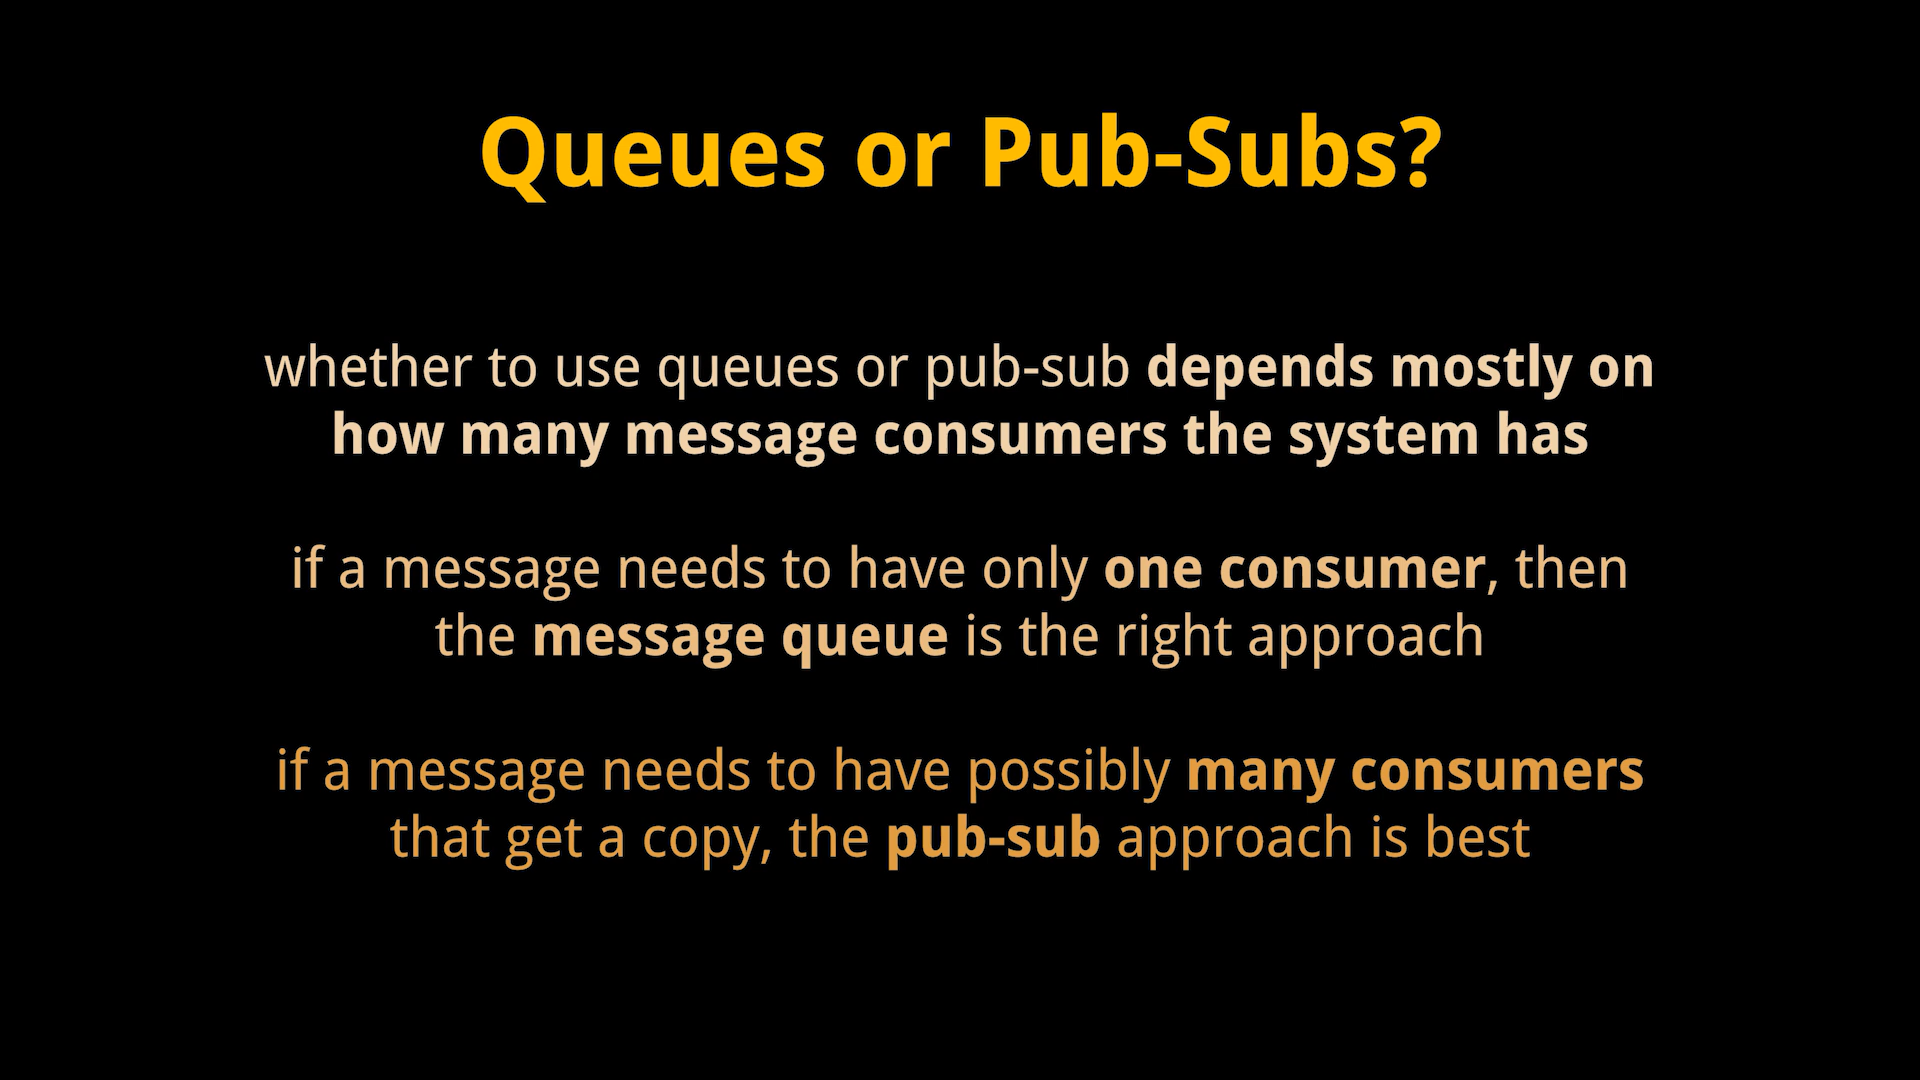 Queues or Pub-Subs?
whether to use queues or pub-sub depends mostly on
how many message consumers the system has
if a message needs to have only one consumer, then
the message queue is the right approach
if a message needs to have possibly many consumers
that get a copy, the pub-sub approach is best